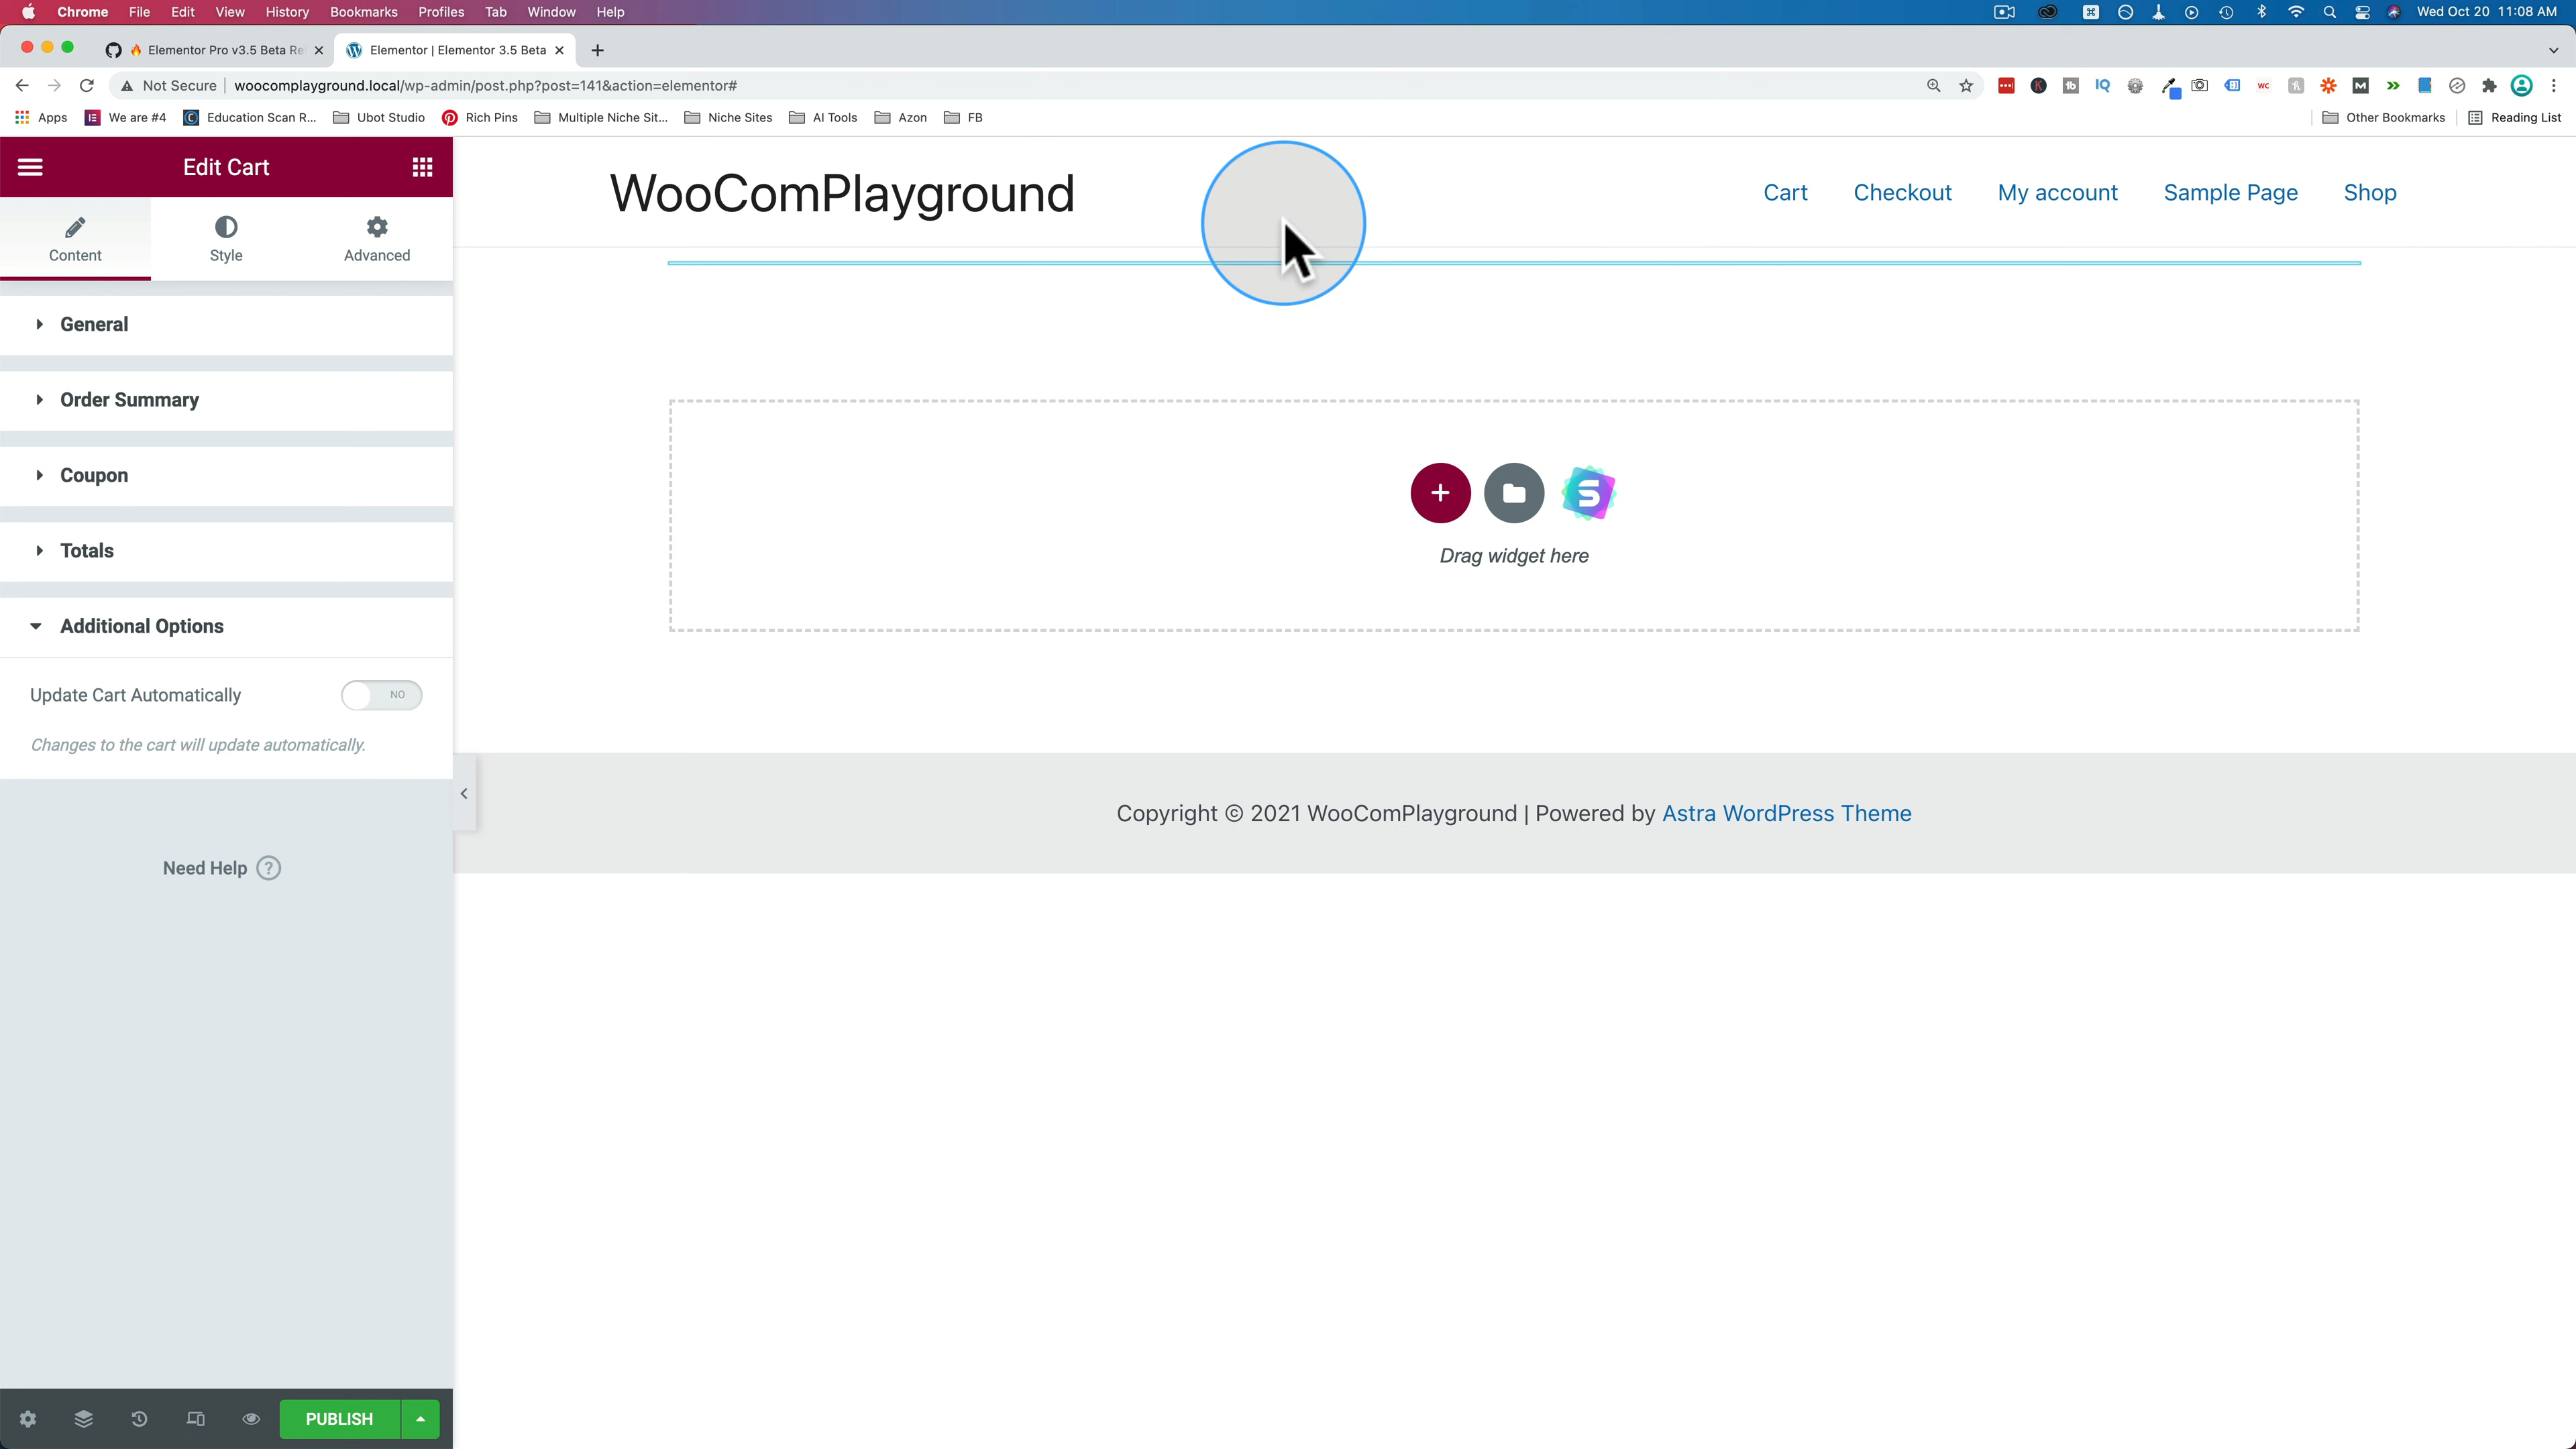 Chrome File Edit View History Bookmarks Profiles Tab Window Help Wed Oct 20 11:08 AM
Elementor Pro v3.5 Beta Re Elementor | Elementor 3.5 Beta
Not Secure woocomplayground.local/wp-admin/post.php?post=141&action=elementor#
Apps We are #4 Education Scan R... Ubot Studio Rich Pins Multiple Niche Sit... Niche Sites AI Tools Azon FB Other Bookmarks Reading List
Edit Cart
Content Style Advanced
General
Order Summary
Coupon
Totals
Additional Options
Update Cart Automatically NO
Changes to the cart will update automatically.
Need Help ?
PUBLISH
WooComPlayground Cart Checkout My account Sample Page Shop
Drag widget here
Copyright © 2021 WooComPlayground | Powered by Astra WordPress Theme